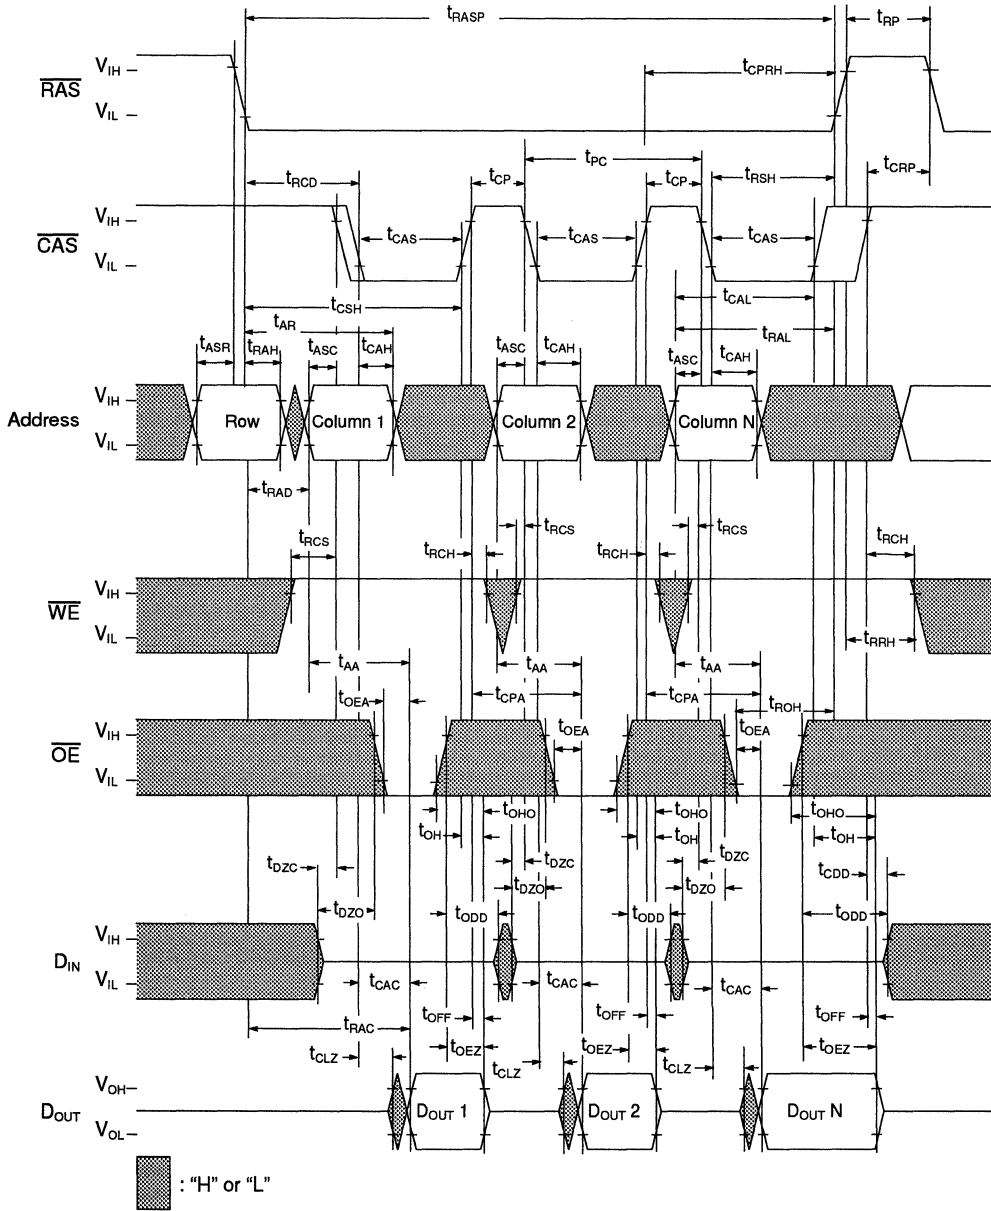 tRASP
tRP
RAS
VIH
VIL
tCPRH
tRCD
tCP
tPC
tCP
tRSH
tCRP
CAS
VIH
VIL
tCAS
tCAS
tCAS
tCSH
tCAL
tAR
tRAL
tASR
tRAH
tASC
tCAH
tASC
tCAH
tASC
tCAH
Address
VIH
VIL
Row
Column 1
Column 2
Column N
tRAD
tRCS
tRCS
tRCS
tRCH
tRCH
tRCH
WE
VIH
VIL
tRRH
tAA
tAA
tAA
tOEA
tCPA
tCPA
tROH
tOEA
tOEA
OE
VIH
VIL
tOHO
tOHO
tOHO
tOH
tOH
tOH
tDZC
tDZC
tDZC
tCDD
tDZO
tDZO
tDZO
tODD
tODD
tODD
DIN
VIH
VIL
tCAC
tCAC
tCAC
tOFF
tOFF
tOFF
tRAC
tOEZ
tOEZ
tOEZ
tCLZ
tCLZ
tCLZ
DOUT
VOH
VOL
DOUT 1
DOUT 2
DOUT N
: "H" or "L"